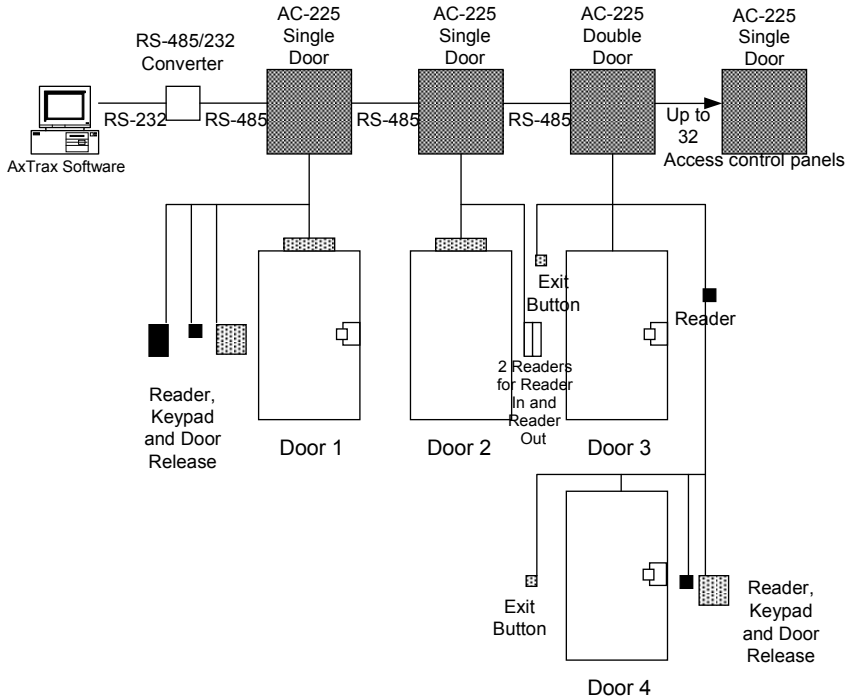 RS-485/232
Converter
AC-225
Single
Door
AC-225
Single
Door
AC-225
Double
Door
AC-225
Single
Door
RS-232
RS-485
RS-485
RS-485
Up to
32
Access control panels
AxTrax Software
Exit
Button
Reader
2 Readers
for Reader
In and
Reader
Out
Reader,
Keypad
and Door
Release
Door 1
Door 2
Door 3
Exit
Button
Reader,
Keypad
and Door
Release
Door 4